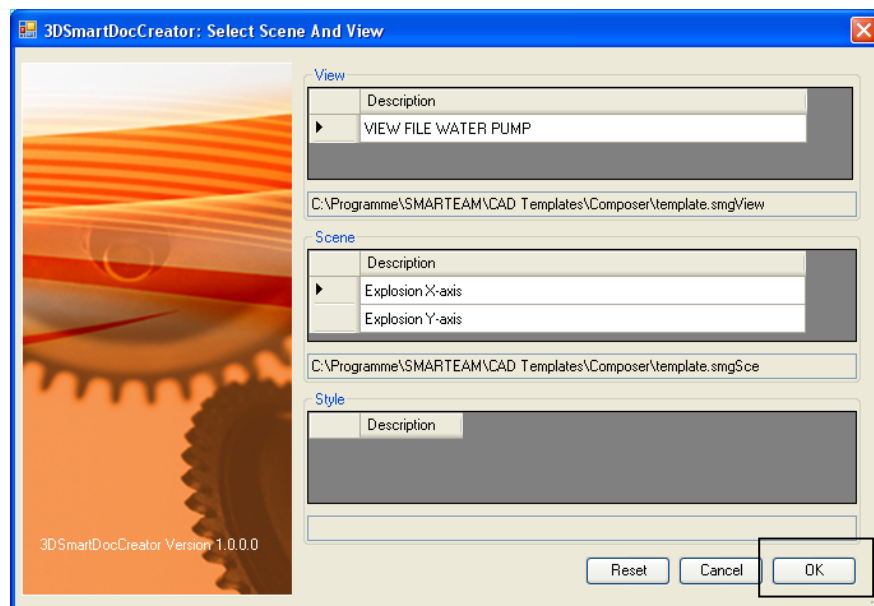 3DSmartDocCreator: Select Scene And View
View
Description
VIEW FILE WATER PUMP
C:\Programme\SMARTEAM\CAD Templates\Composer\template.smgView
Scene
Description
Explosion X-axis
Explosion Y-axis
C:\Programme\SMARTEAM\CAD Templates\Composer\template.smgSce
Style
Description
3DSmartDocCreator Version 1.0.0.0
Reset Cancel OK